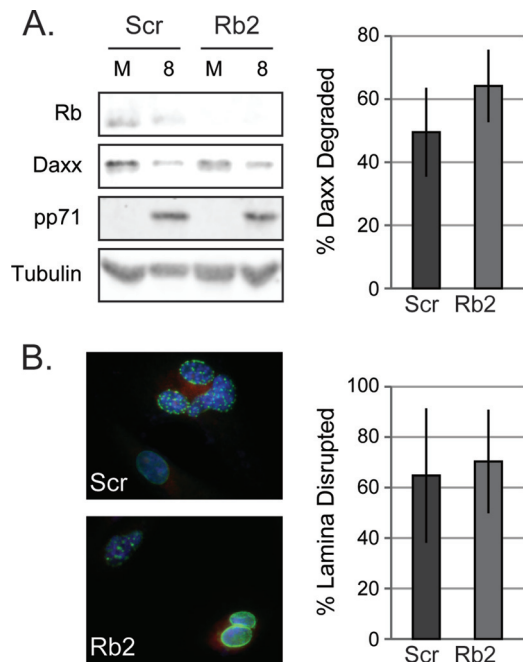 A.
Scr Rb2
M 8 M 8
Rb
Daxx
pp71
Tubulin
% Daxx Degraded
80
60
40
20
0
Scr Rb2
B.
Scr
Rb2
% Lamina Disrupted
100
80
60
40
20
0
Scr Rb2